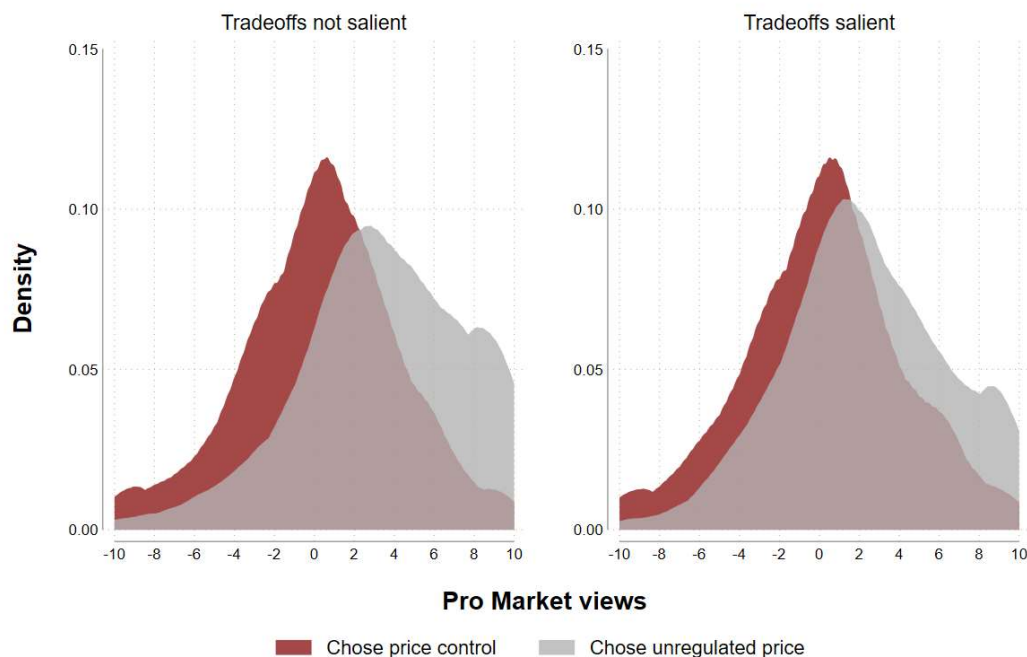 Tradeoffs not salient
Tradeoffs salient
0.15
0.10
0.05
0.00
-10 -8 -6 -4 -2 0 2 4 6 8 10
0.15
0.10
0.05
0.00
-10 -8 -6 -4 -2 0 2 4 6 8 10
Density
Pro Market views
Chose price control
Chose unregulated price